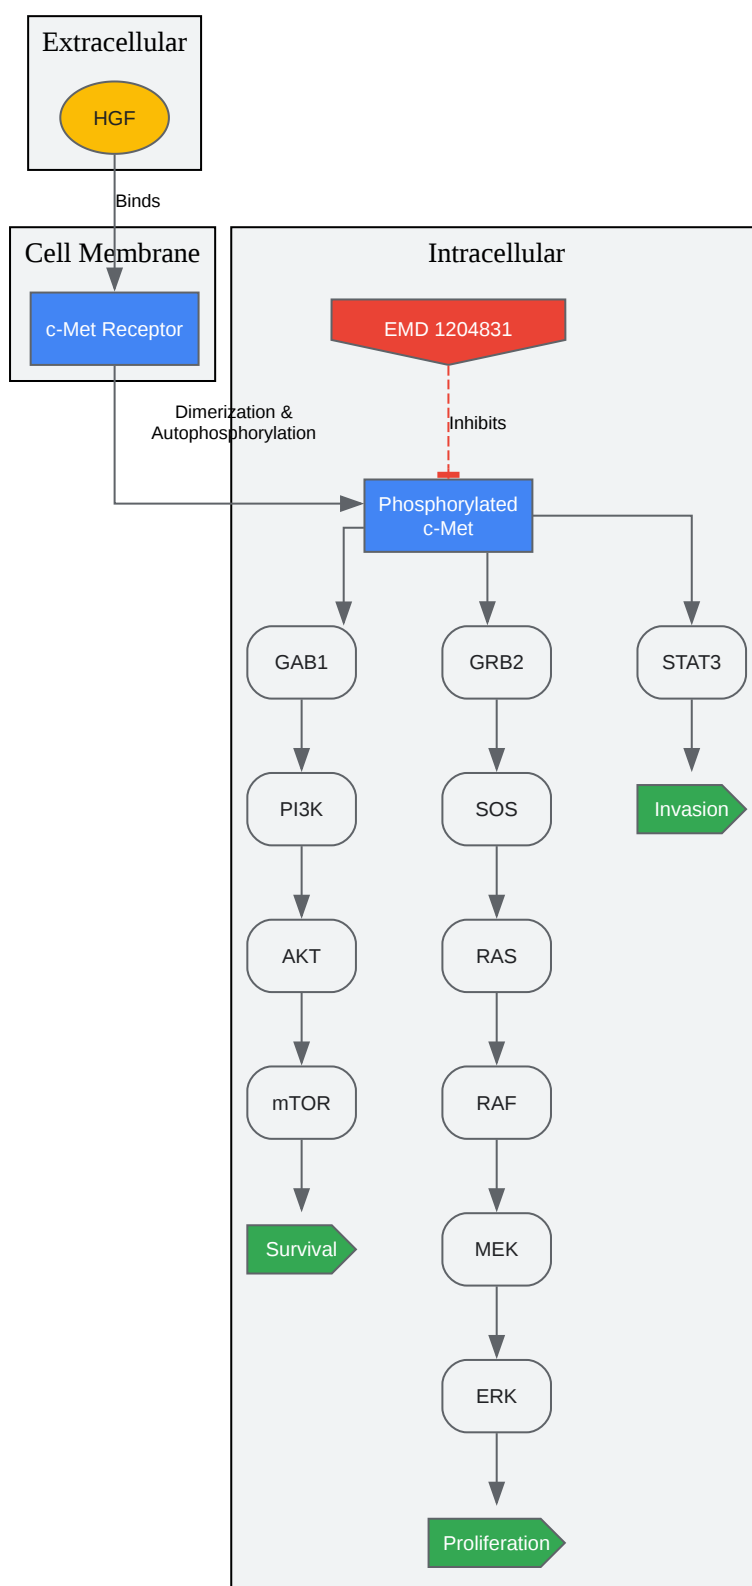 Extracellular
HGF
Binds
Cell Membrane
Intracellular
c-Met Receptor
EMD 1204831
Dimerization &
Autophosphorylation
Inhibits
Phosphorylated
c-Met
GAB1
GRB2
STAT3
PI3K
SOS
Invasion
AKT
RAS
mTOR
RAF
Survival
MEK
ERK
Proliferation